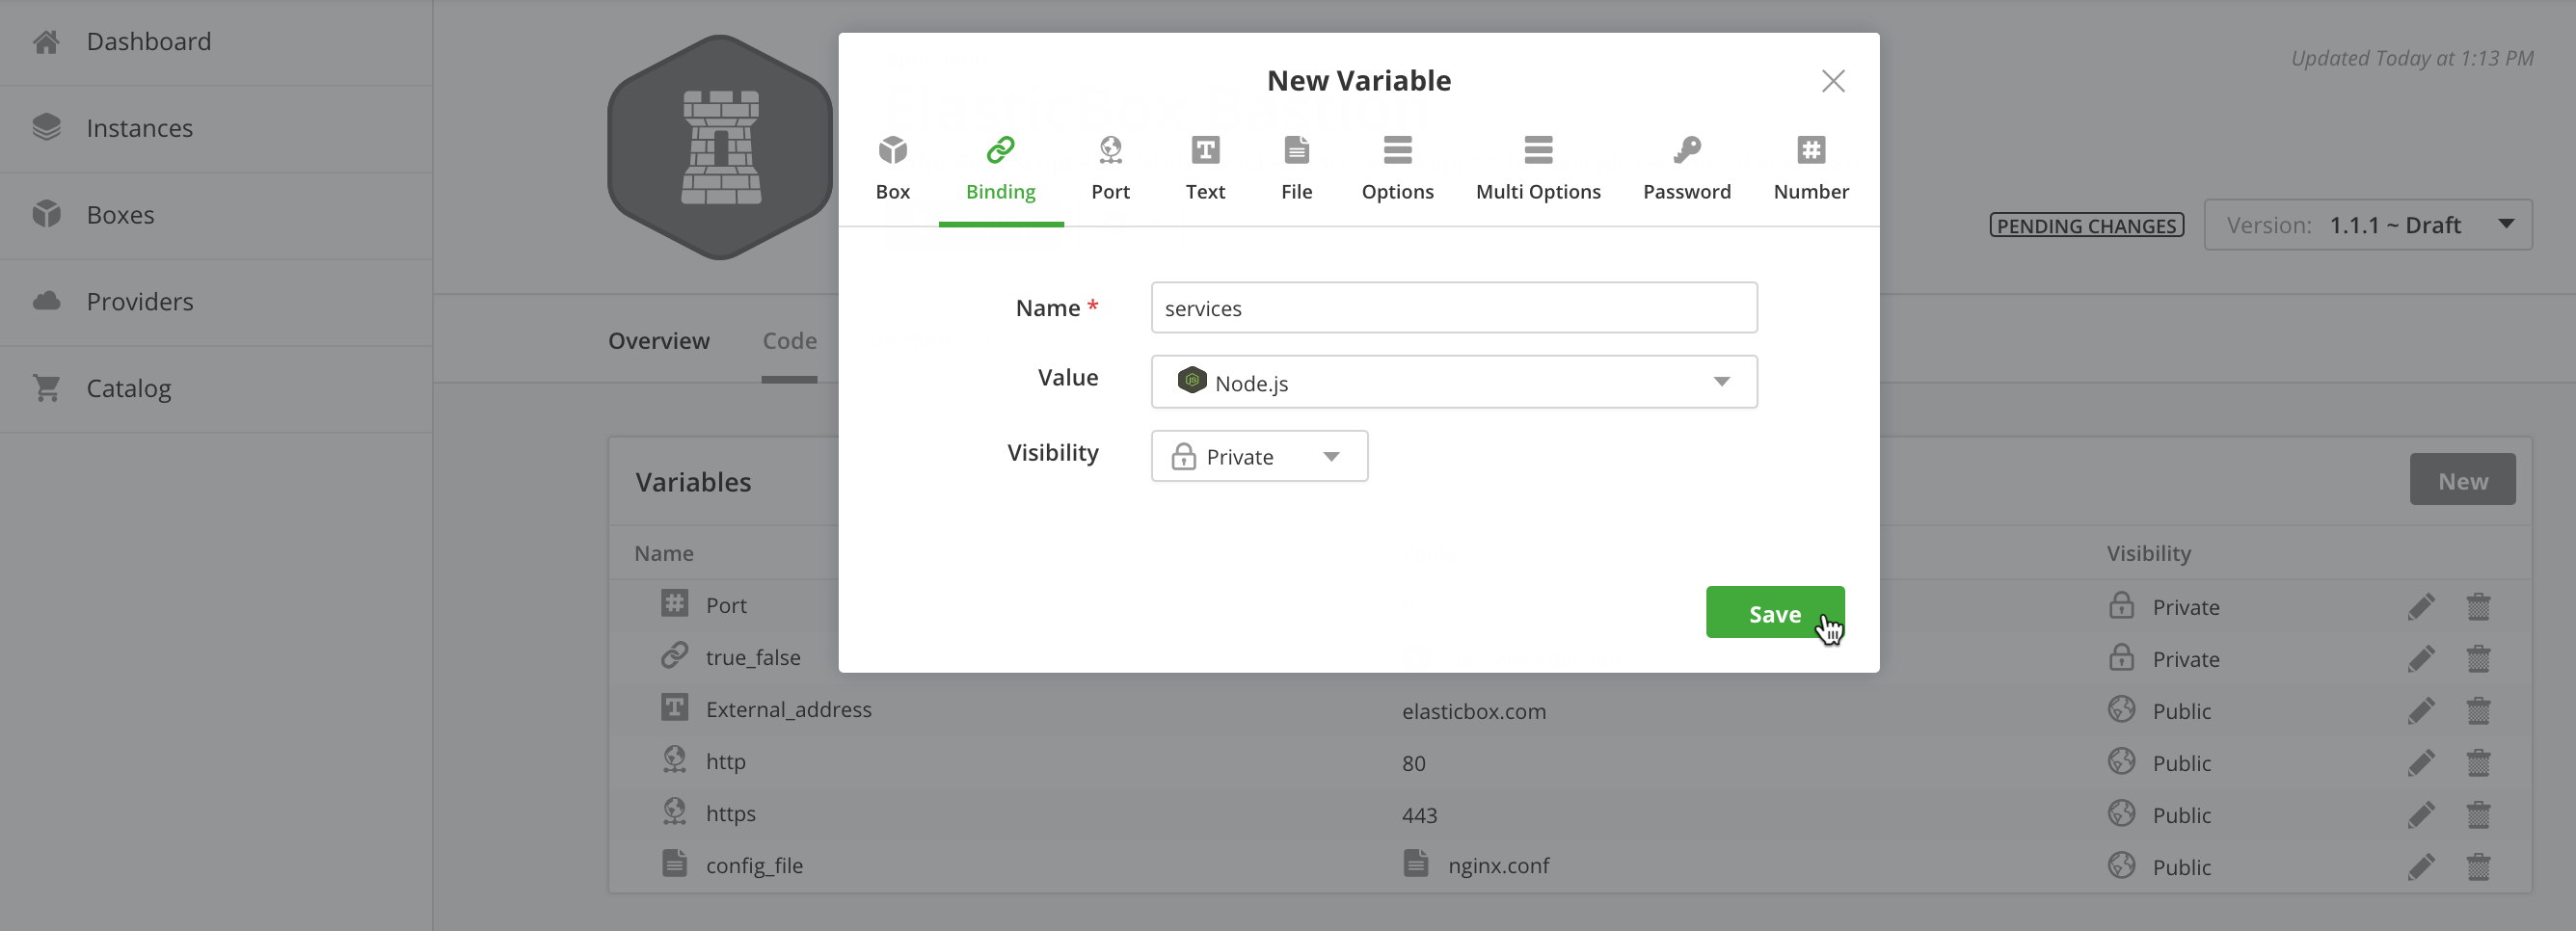 Dashboard
Instances
Boxes
Providers
Catalog
Updated Today at 1:13 PM
PENDING CHANGES
Version: 1.1.1 ~ Draft
Overview Code
New Variable
Box Binding Port Text File Options Multi Options Password Number
Name * services
Value Node.js
Visibility Private
Save
Variables New
Name Visibility
Port Private
true_false Private
External_address elasticbox.com Public
http 80 Public
https 443 Public
config_file nginx.conf Public